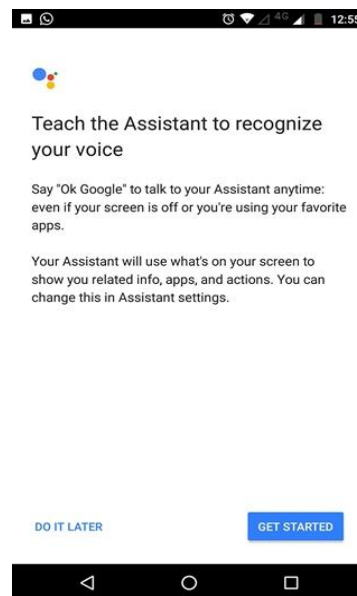 4G 12:55
Teach the Assistant to recognize
your voice
Say "Ok Google" to talk to your Assistant anytime:
even if your screen is off or you're using your favorite
apps.
Your Assistant will use what's on your screen to
show you related info, apps, and actions. You can
change this in Assistant settings.
DO IT LATER GET STARTED